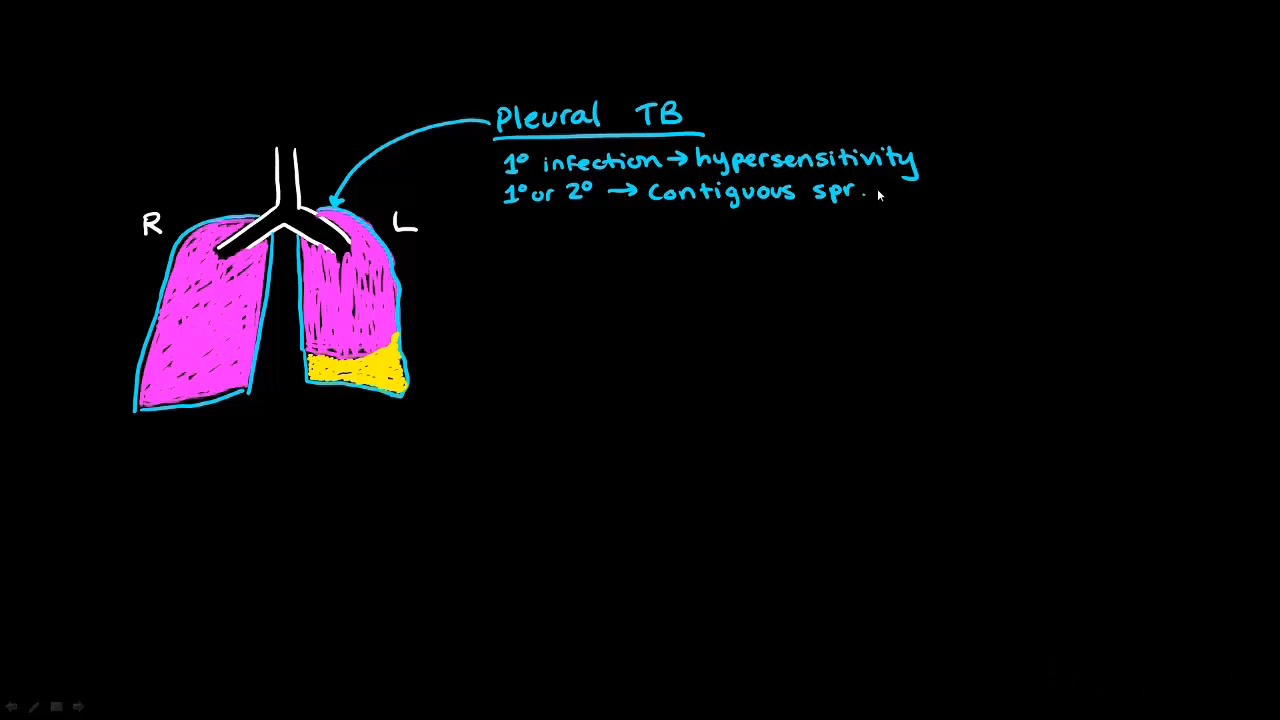 Pleural TB
1° infection → hypersensitivity
1° or 2° → contiguous spr.
R
L